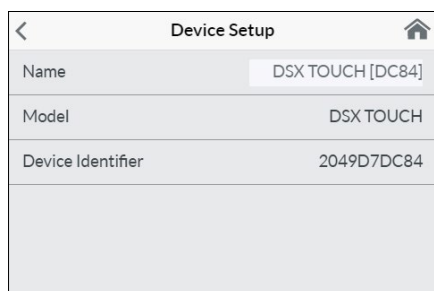 Device Setup
Name DSX TOUCH [DC84]
Model DSX TOUCH
Device Identifier 2049D7DC84